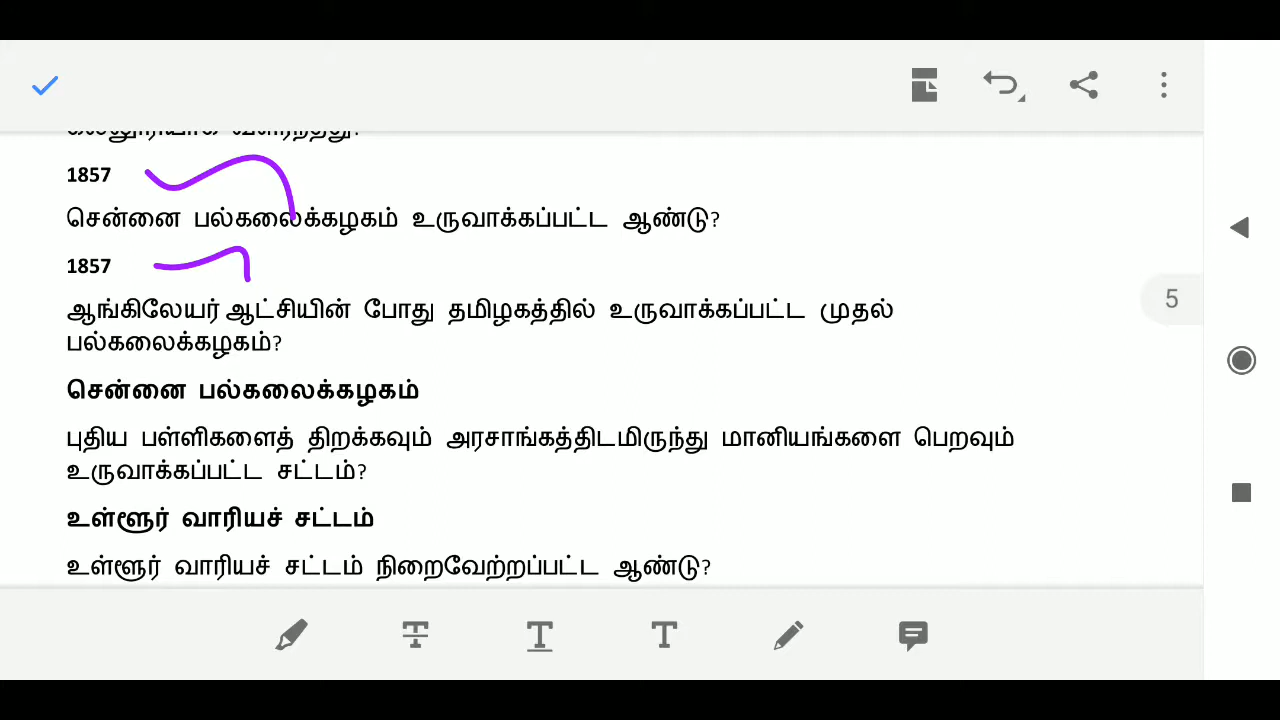 1857
சென்னை பல்கலைக்கழகம் உருவாக்கப்பட்ட ஆண்டு?
1857
ஆங்கிலேயர் ஆட்சியின் போது தமிழகத்தில் உருவாக்கப்பட்ட முதல்
பல்கலைக்கழகம்?
சென்னை பல்கலைக்கழகம்
புதிய பள்ளிகளைத் திறக்கவும் அரசாங்கத்திடமிருந்து மானியங்களை பெறவும்
உருவாக்கப்பட்ட சட்டம்?
உள்ளூர் வாரியச் சட்டம்
உள்ளூர் வாரியச் சட்டம் நிறைவேற்றப்பட்ட ஆண்டு?
5